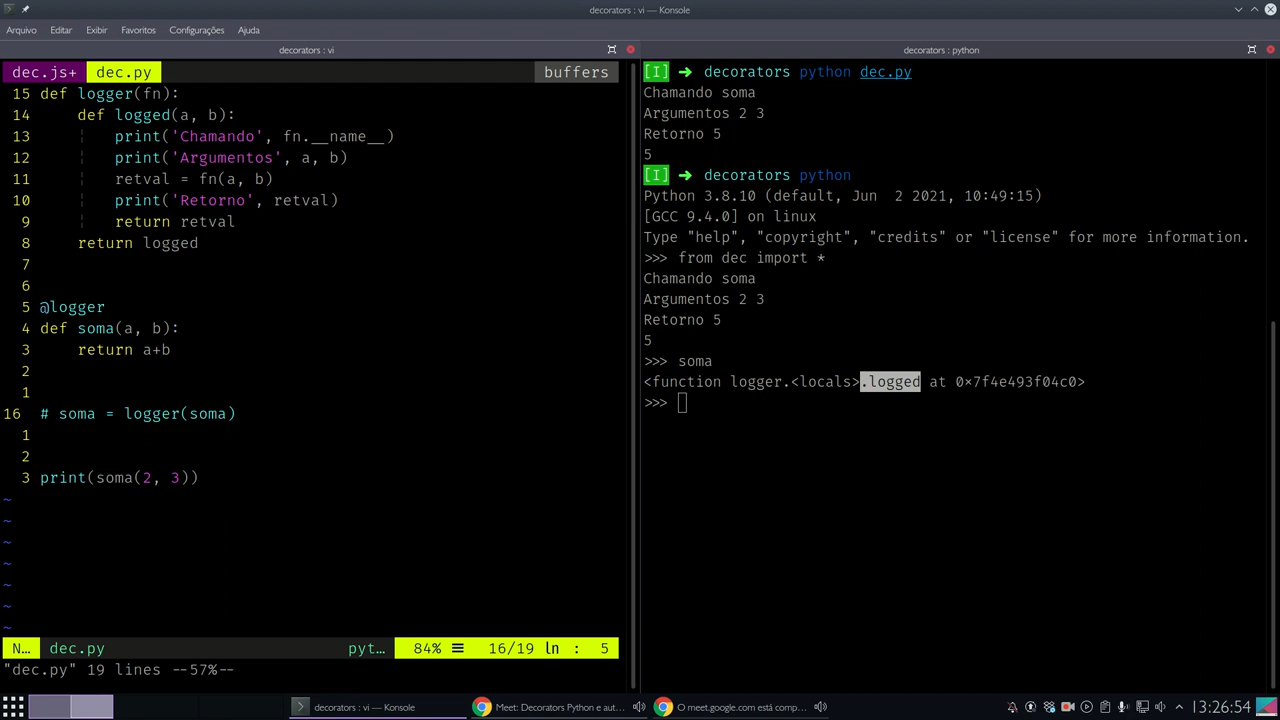 decorators : vi — Konsole
Arquivo Editar Exibir Favoritos Configurações Ajuda
decorators : vi
dec.js+ dec.py buffers
15 def logger(fn):
14 def logged(a, b):
13 print('Chamando', fn.__name__)
12 print('Argumentos', a, b)
11 retval = fn(a, b)
10 print('Retorno', retval)
9 return retval
8 return logged
7
6
5 @logger
4 def soma(a, b):
3 return a+b
2
1
16 # soma = logger(soma)
1
2
3 print(soma(2, 3))
~
~
~
~
~
~
~
N… dec.py pyt… 84% ☰ 16/19 ln : 5
"dec.py" 19 lines --57%--
decorators : python
[I] ➜ decorators python dec.py
Chamando soma
Argumentos 2 3
Retorno 5
5
[I] ➜ decorators python
Python 3.8.10 (default, Jun  2 2021, 10:49:15)
[GCC 9.4.0] on linux
Type "help", "copyright", "credits" or "license" for more information.
>>> from dec import *
Chamando soma
Argumentos 2 3
Retorno 5
5
>>> soma
<function logger.<locals>.logged at 0x7f4e493f04c0>
>>>
decorators : vi — Konsole
Meet: Decorators Python e aut…
O meet.google.com está comp…
13:26:54